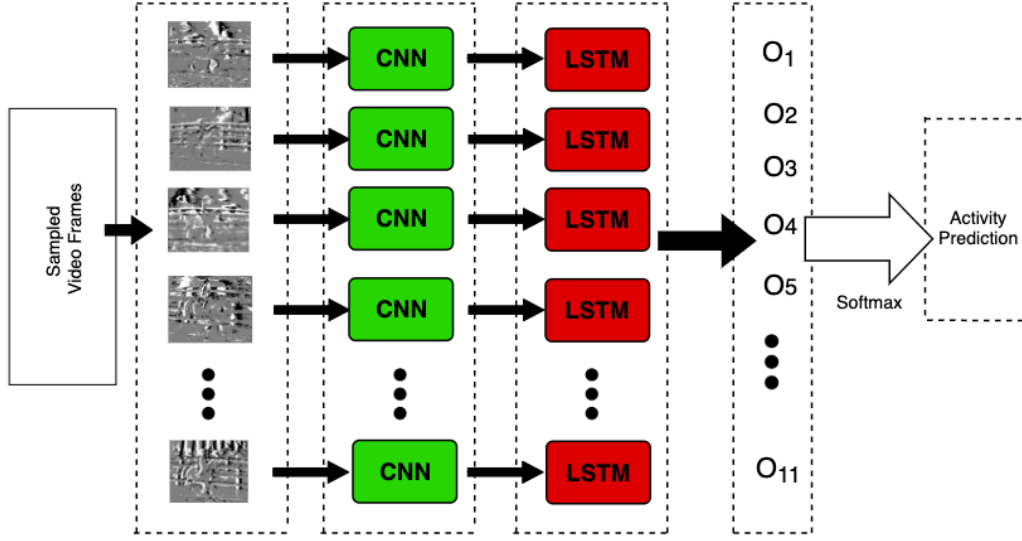 Sampled
Video Frames
CNN
LSTM
CNN
LSTM
CNN
LSTM
CNN
LSTM
CNN
LSTM
O1
O2
O3
O4
O5
O11
Softmax
Activity
Prediction